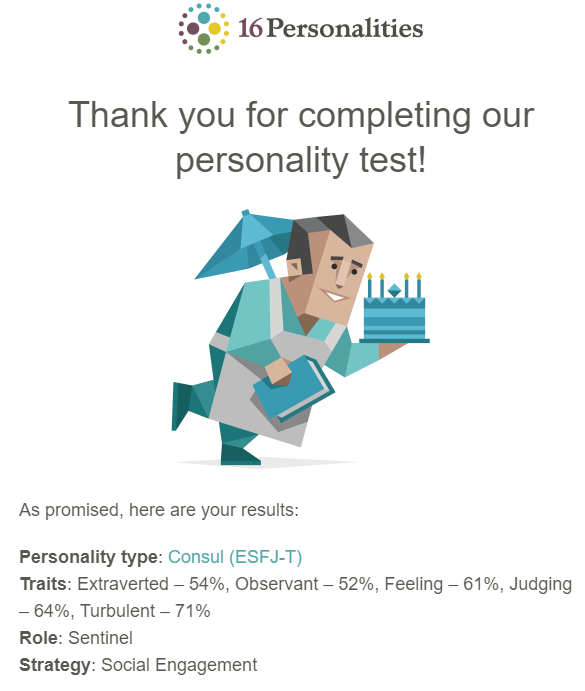 16Personalities
Thank you for completing our
personality test!
As promised, here are your results:
Personality type: Consul (ESFJ-T)
Traits: Extraverted – 54%, Observant – 52%, Feeling – 61%, Judging
– 64%, Turbulent – 71%
Role: Sentinel
Strategy: Social Engagement